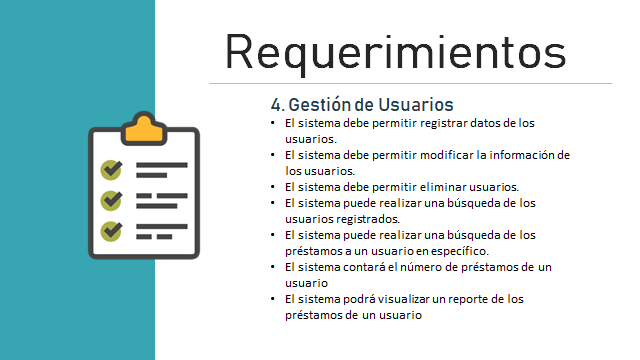 Requerimientos
4. Gestión de Usuarios
• El sistema debe permitir registrar datos de los
usuarios.
• El sistema debe permitir modificar la información de
los usuarios.
• El sistema debe permitir eliminar usuarios.
• El sistema puede realizar una búsqueda de los
usuarios registrados.
• El sistema puede realizar una búsqueda de los
préstamos a un usuario en específico.
• El sistema contará el número de préstamos de un
usuario
• El sistema podrá visualizar un reporte de los
préstamos de un usuario